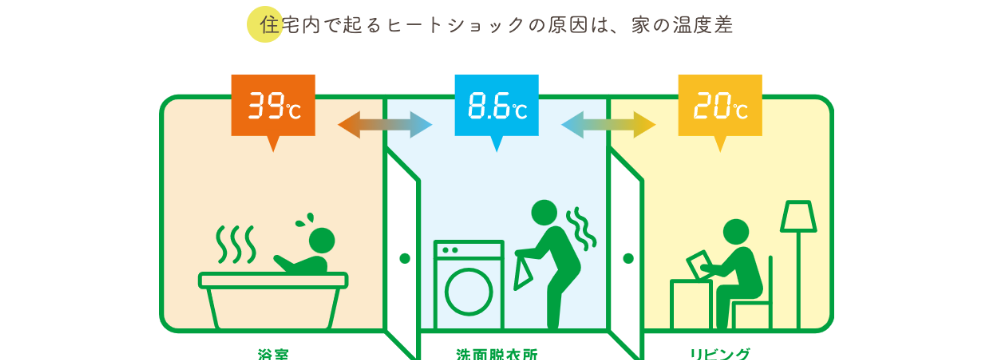 住宅内で起るヒートショックの原因は、家の温度差
39℃
8.6℃
20℃
浴室
洗面脱衣所
リビング